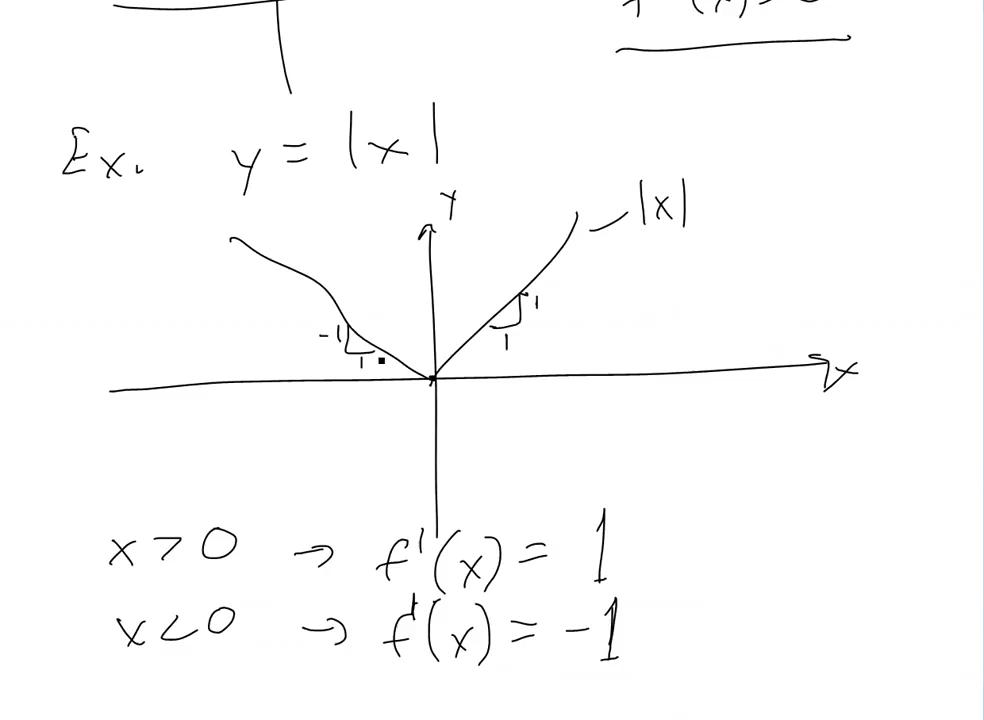 Ex. y = |x|
y
|x|
1
-1
1
1
x
x > 0 → f'(x) = 1
x < 0 → f'(x) = -1